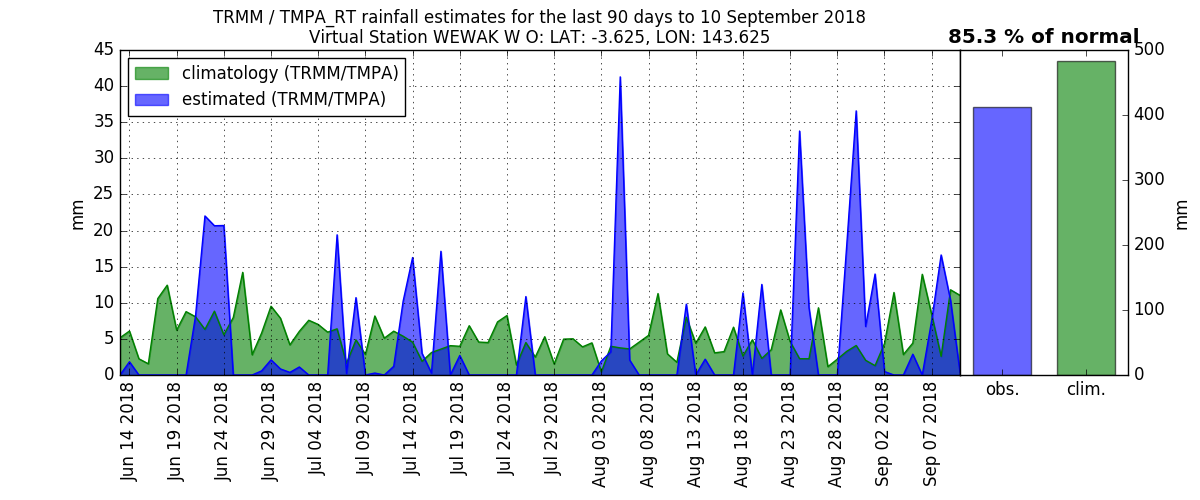 TRMM / TMPA_RT rainfall estimates for the last 90 days to 10 September 2018
Virtual Station WEWAK W O: LAT: -3.625, LON: 143.625
85.3 % of normal
climatology (TRMM/TMPA)
estimated (TRMM/TMPA)
mm
45
40
35
30
25
20
15
10
5
0
Jun 14 2018
Jun 19 2018
Jun 24 2018
Jun 29 2018
Jul 04 2018
Jul 09 2018
Jul 14 2018
Jul 19 2018
Jul 24 2018
Jul 29 2018
Aug 03 2018
Aug 08 2018
Aug 13 2018
Aug 18 2018
Aug 23 2018
Aug 28 2018
Sep 02 2018
Sep 07 2018
500
400
300
200
100
0
mm
obs.
clim.